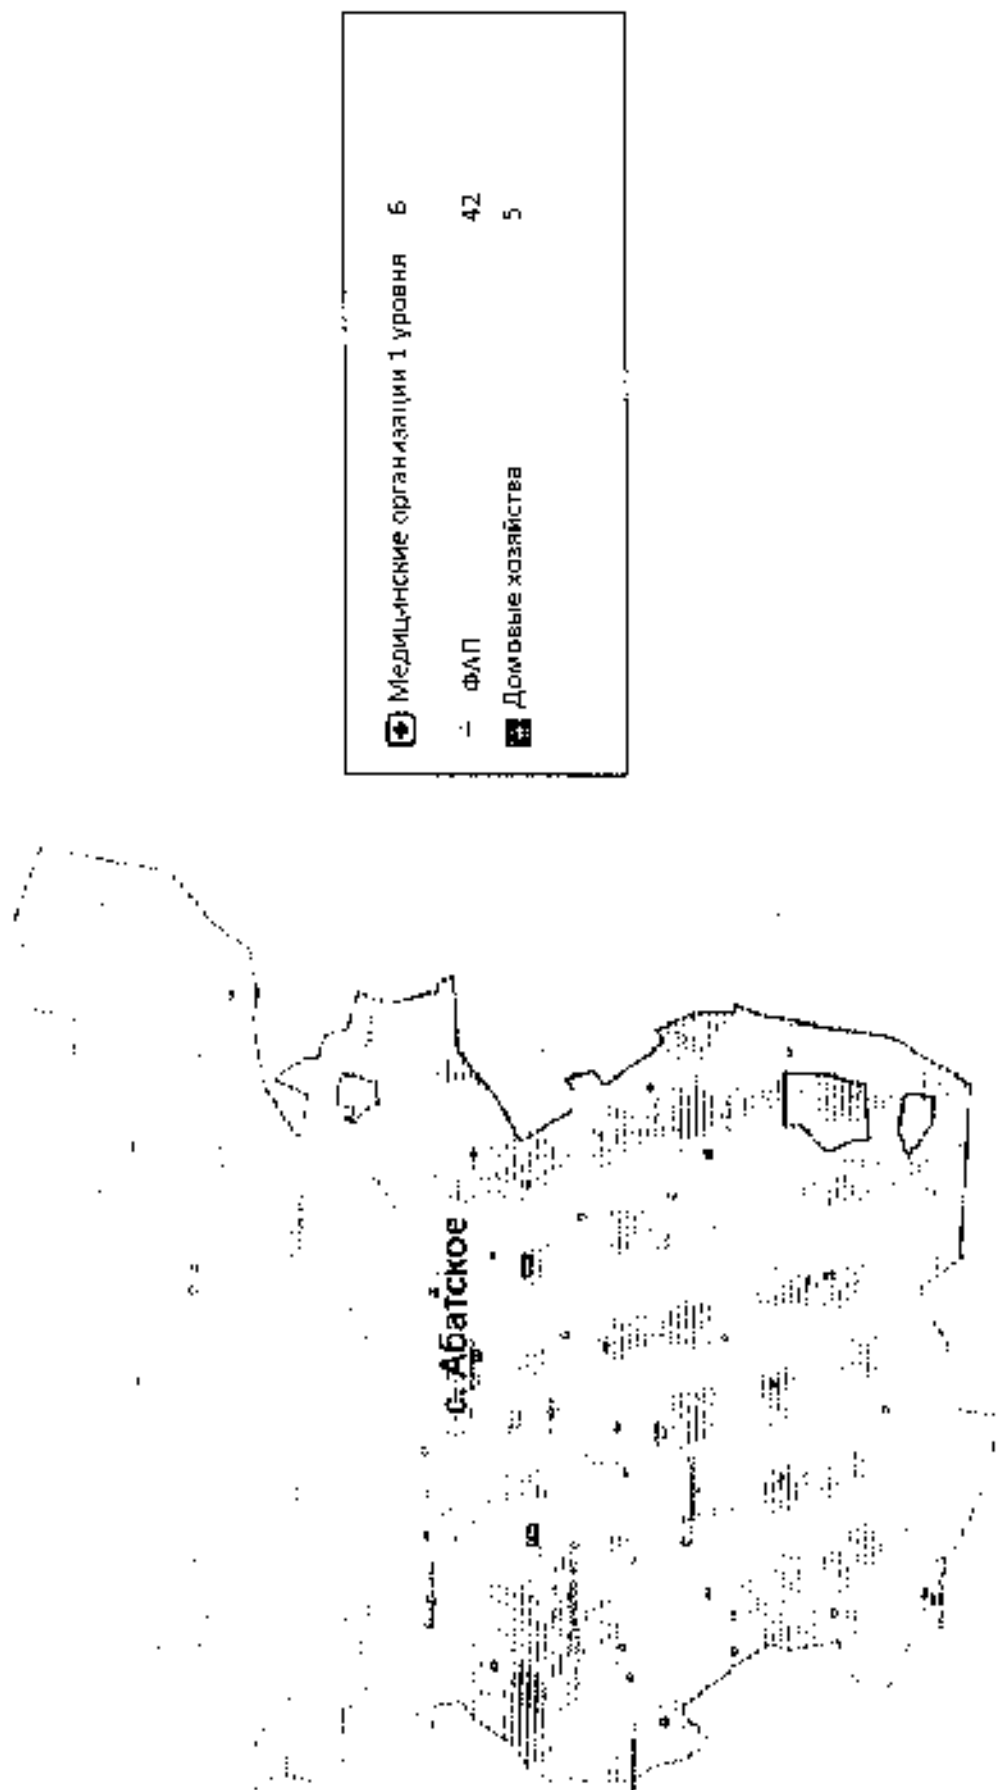 Медицинские организации 1 уровня 6
ФАП 42
Домовые хозяйства 5
с. Абатское